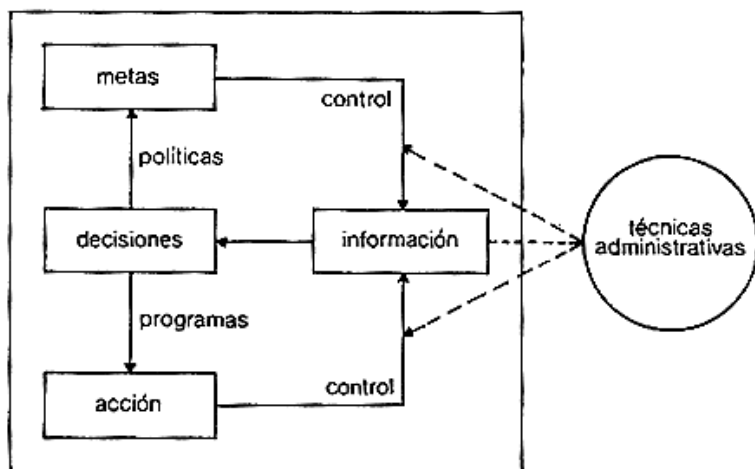 metas
control
políticas
decisiones
información
técnicas
administrativas
programas
acción
control